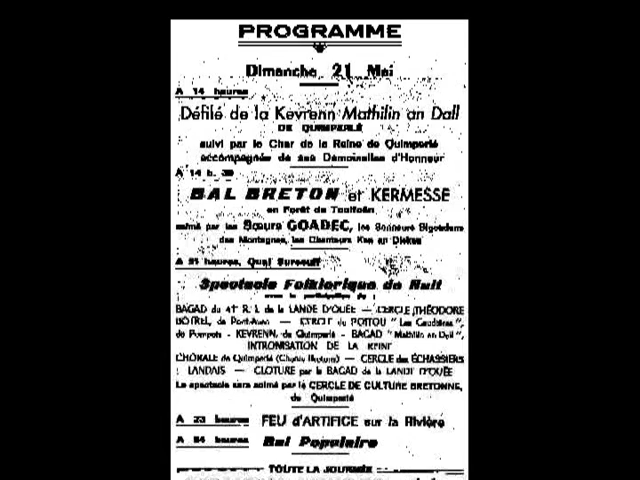 PROGRAMME
Dimanche 21 Mai
A 14 heures
Défilé de la Kevrenn Mathilin an Dall
DE QUIMPERLÉ
suivi par le Char de la Reine de Quimperlé
accompagnée de ses Demoiselles d'Honneur
A 14 h. 30
BAL BRETON et KERMESSE
en Forêt de Toulfoën
animé par les Sœurs GOADEC, les Sonneurs Bigoudens
des Montagnes, les Chanteurs Kan an Diskan
A 21 heures, Quai Surcouf
Spectacle Folklorique de Nuit
avec la participation de :
BAGAD du 41e R. I. de la LANDE D'OUÉE — CERCLE THÉODORE
BOTREL, de Pont-Aven — CERCLE du POITOU "Les
de Pompois - KEVRENN, de Quimperlé - BAGAD "Mathilin an Dall",
INTRONISATION DE LA REINE
CHORALE de Quimperlé — CERCLE des ÉCHASSIERS
LANDAIS — CLOTURE par le BAGAD de la LANDE D'OUÉE
Le spectacle sera animé par le CERCLE DE CULTURE BRETONNE,
de Quimperlé
A 23 heures FEU d'ARTIFICE sur la Rivière
A 24 heures Bal Populaire
TOUTE LA JOURNÉE